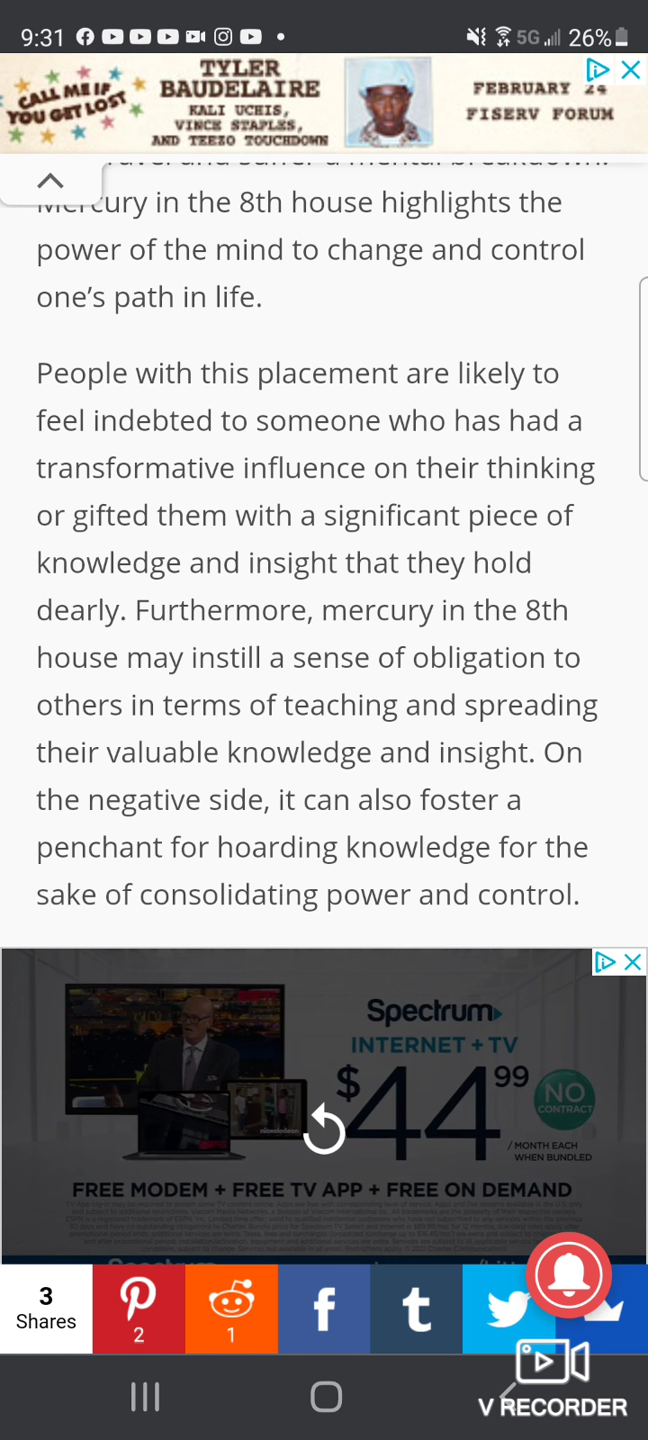 9:31
5G 26%
CALL ME IF
YOU GET LOST
TYLER
BAUDELAIRE
KALI UCHIS,
VINCE STAPLES,
AND TEEZO TOUCHDOWN
FEBRUARY 24
FISERV FORUM
Mercury in the 8th house highlights the
power of the mind to change and control
one’s path in life.
People with this placement are likely to
feel indebted to someone who has had a
transformative influence on their thinking
or gifted them with a significant piece of
knowledge and insight that they hold
dearly. Furthermore, mercury in the 8th
house may instill a sense of obligation to
others in terms of teaching and spreading
their valuable knowledge and insight. On
the negative side, it can also foster a
penchant for hoarding knowledge for the
sake of consolidating power and control.
Spectrum
INTERNET + TV
$44 99
NO
CONTRACT
/MONTH EACH
WHEN BUNDLED
nickelodeon
FREE MODEM + FREE TV APP + FREE ON DEMAND
3
Shares
2
1
V RECORDER